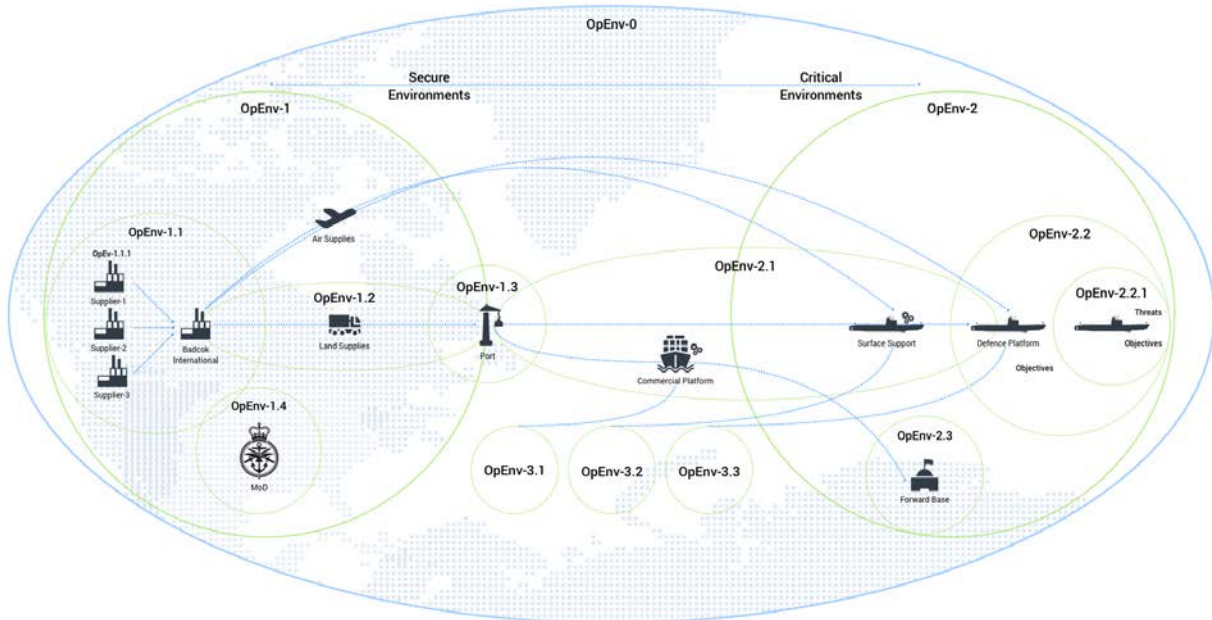 OpEnv-0
Secure
Environments
Critical
Environments
OpEnv-1
OpEnv-2
OpEnv-1.1
OpEv-1.1.1
Supplier-1
Supplier-2
Supplier-3
Badcok
International
Air Supplies
OpEnv-1.2
Land Supplies
OpEnv-1.3
Port
OpEnv-1.4
MoD
OpEnv-2.1
Commercial Platform
Surface Support
OpEnv-2.2
Defence Platform
Objectives
OpEnv-2.2.1
Threats
Objectives
OpEnv-2.3
Forward Base
OpEnv-3.1
OpEnv-3.2
OpEnv-3.3